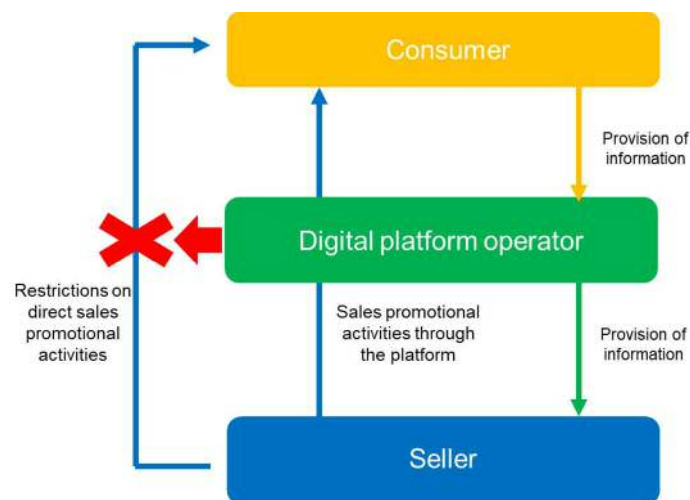 Consumer
Provision of
information
Digital platform operator
Restrictions on
direct sales
promotional
activities
Sales promotional
activities through
the platform
Provision of
information
Seller